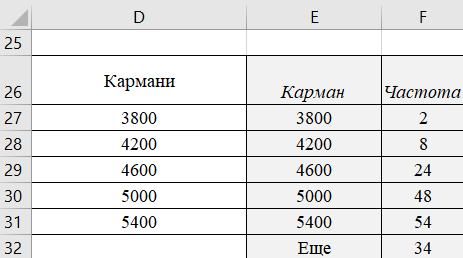 D E F
25
26 Кармани Карман Частота
27 3800 3800 2
28 4200 4200 8
29 4600 4600 24
30 5000 5000 48
31 5400 5400 54
32 Еще 34